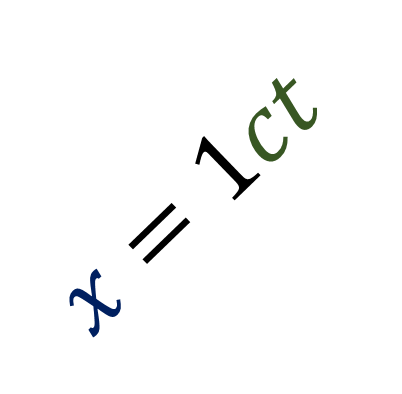 x = 1ct